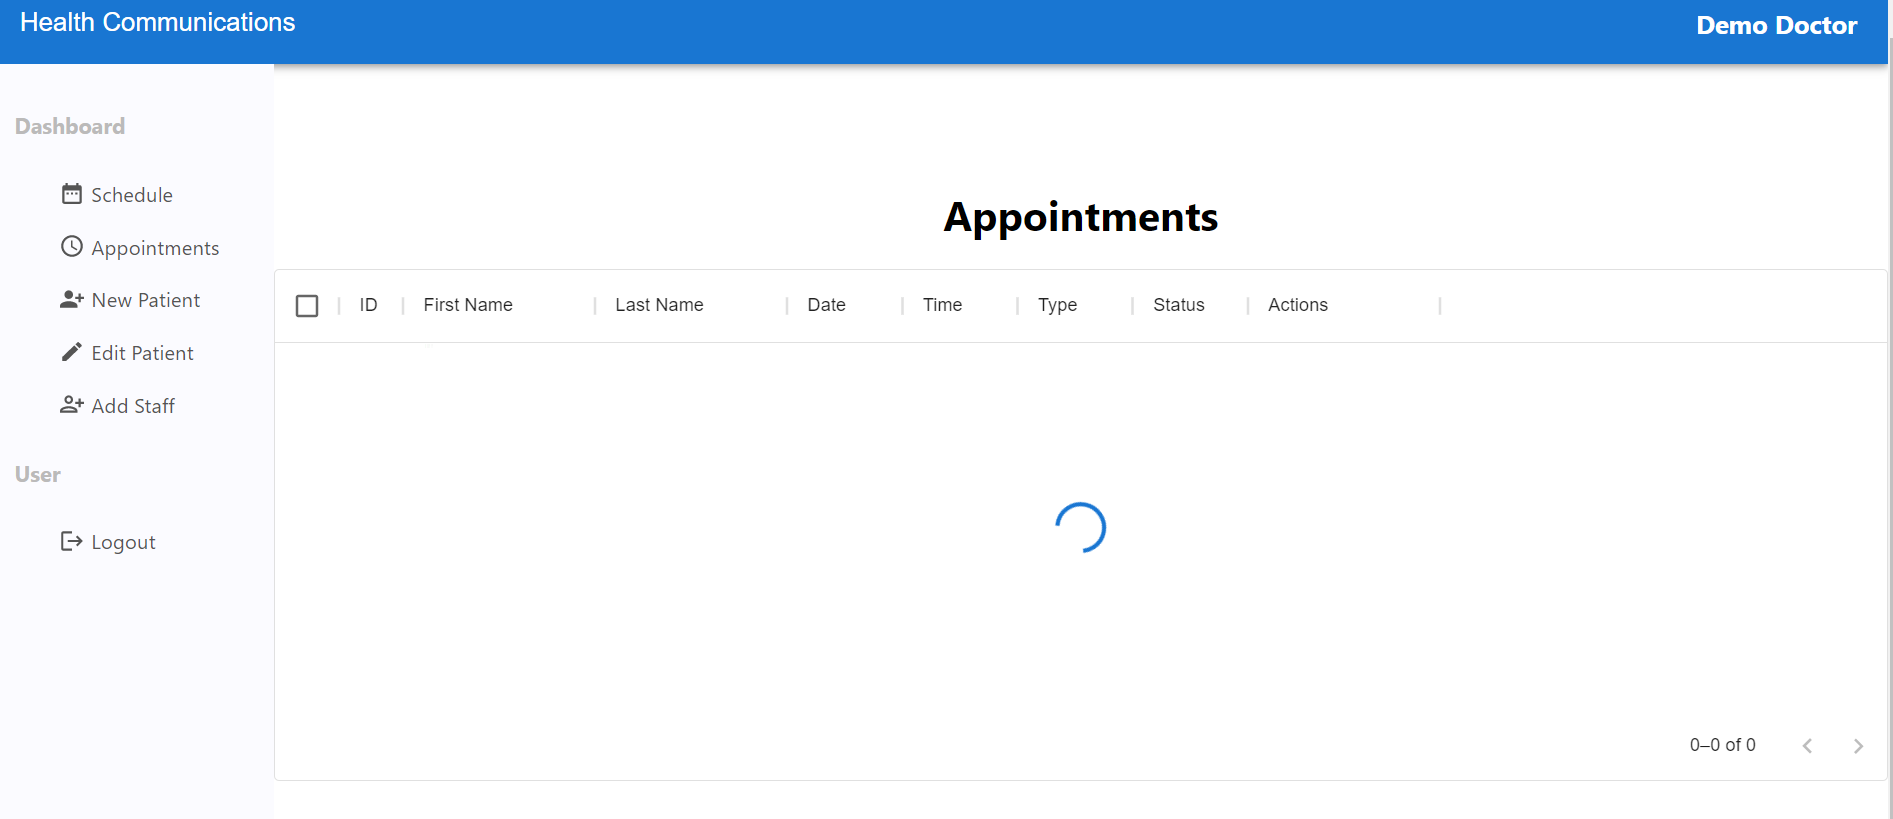 Health Communications
Demo Doctor
Dashboard
Schedule
Appointments
New Patient
Edit Patient
Add Staff
User
Logout
Appointments
ID First Name Last Name Date Time Type Status Actions
0–0 of 0